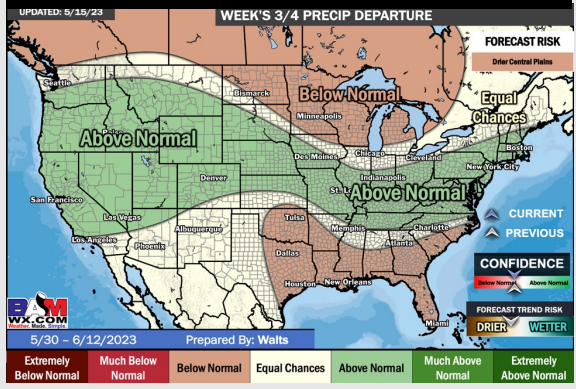 UPDATED: 5/15/23
WEEK'S 3/4 PRECIP DEPARTURE
FORECAST RISK
Drier Central Plains
Seattle
Bismarck
Below Normal
Equal
Chances
Minneapolis
Above Normal
Boston
Des Moines
Chicago
Cleveland
New York City
Denver
Indianapolis
St. L
Above Normal
San Francisco
Las Vegas
CURRENT
Tulsa
Albuquerque
Memphis
Charlotte
PREVIOUS
Los Angeles
Phoenix
Atlanta
Dallas
CONFIDENCE
Below Norma
Above Normal
Houston
New Orleans
BAM
WX.COM
Weather. Made. Simple.
FORECAST TREND RISK
DRIER
WETTER
Miami
5/30 – 6/12/2023
Prepared By: Walts
Extremely
Below Normal
Much Below
Normal
Below Normal
Equal Chances
Above Normal
Much Above
Normal
Extremely
Above Normal